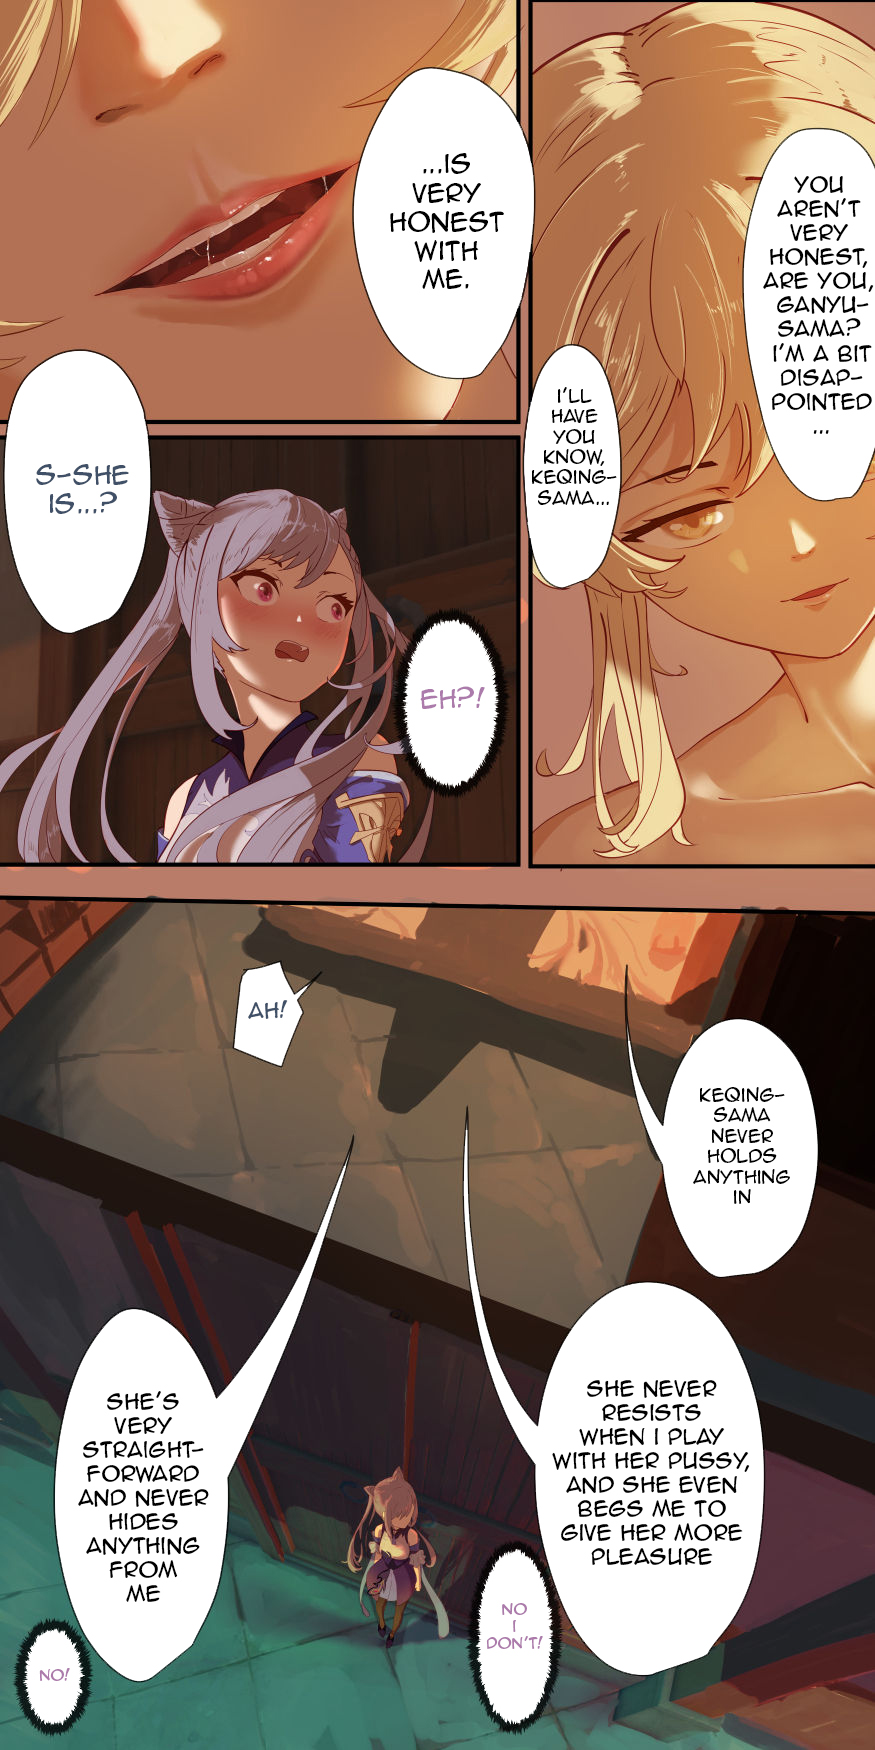 YOU
AREN'T
VERY
HONEST,
ARE YOU,
GANYU-
SAMA?
I'M A BIT
DISAP-
POINTED
...
I'LL
HAVE
YOU
KNOW,
KEQING-
SAMA...
...IS
VERY
HONEST
WITH
ME.
EH?!
S-SHE
IS...?
KEQING-
SAMA
NEVER
HOLDS
ANYTHING
IN
AH!
SHE NEVER
RESISTS
WHEN I PLAY
WITH HER PUSSY,
AND SHE EVEN
BEGS ME TO
GIVE HER MORE
PLEASURE
NO
I
DON'T!
SHE'S
VERY
STRAIGHT-
FORWARD
AND NEVER
HIDES
ANYTHING
FROM
ME
NO!